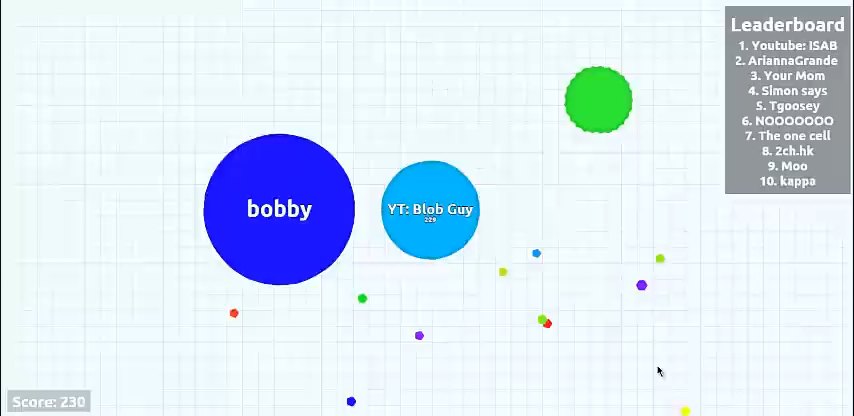 Leaderboard
1. Youtube: ISAB
2. AriannaGrande
3. Your Mom
4. Simon says
5. Tgoosey
6. NOOOOOOO
7. The one cell
8. 2ch.hk
9. Moo
10. kappa
bobby
YT: Blob Guy
229
Score: 230